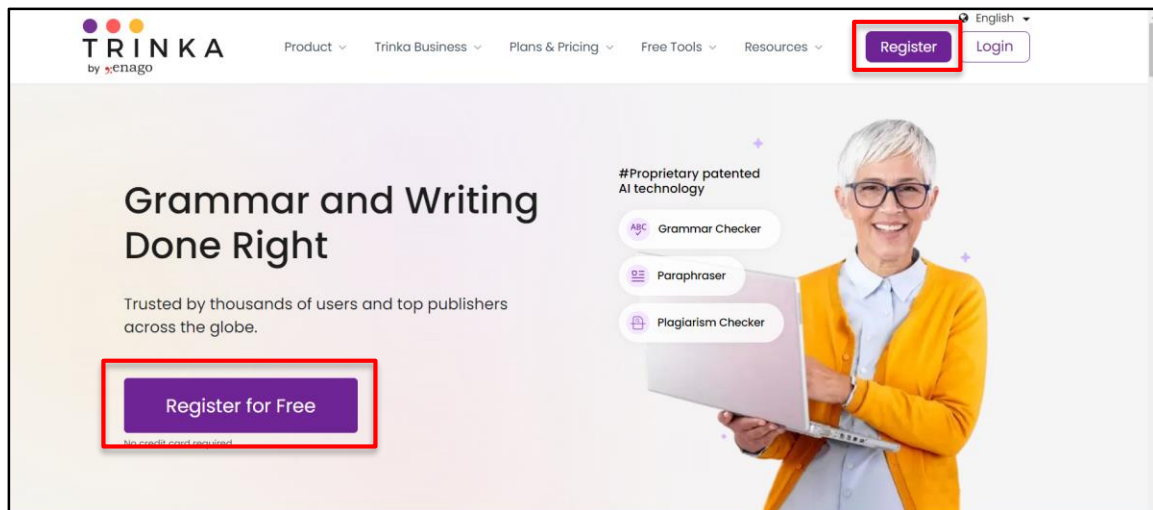 English
TRINKA
by enago
Product
Trinka Business
Plans & Pricing
Free Tools
Resources
Register
Login
Grammar and Writing
Done Right
Trusted by thousands of users and top publishers
across the globe.
Register for Free
No credit card required
#Proprietary patented
AI technology
ABC
Grammar Checker
Paraphraser
Plagiarism Checker